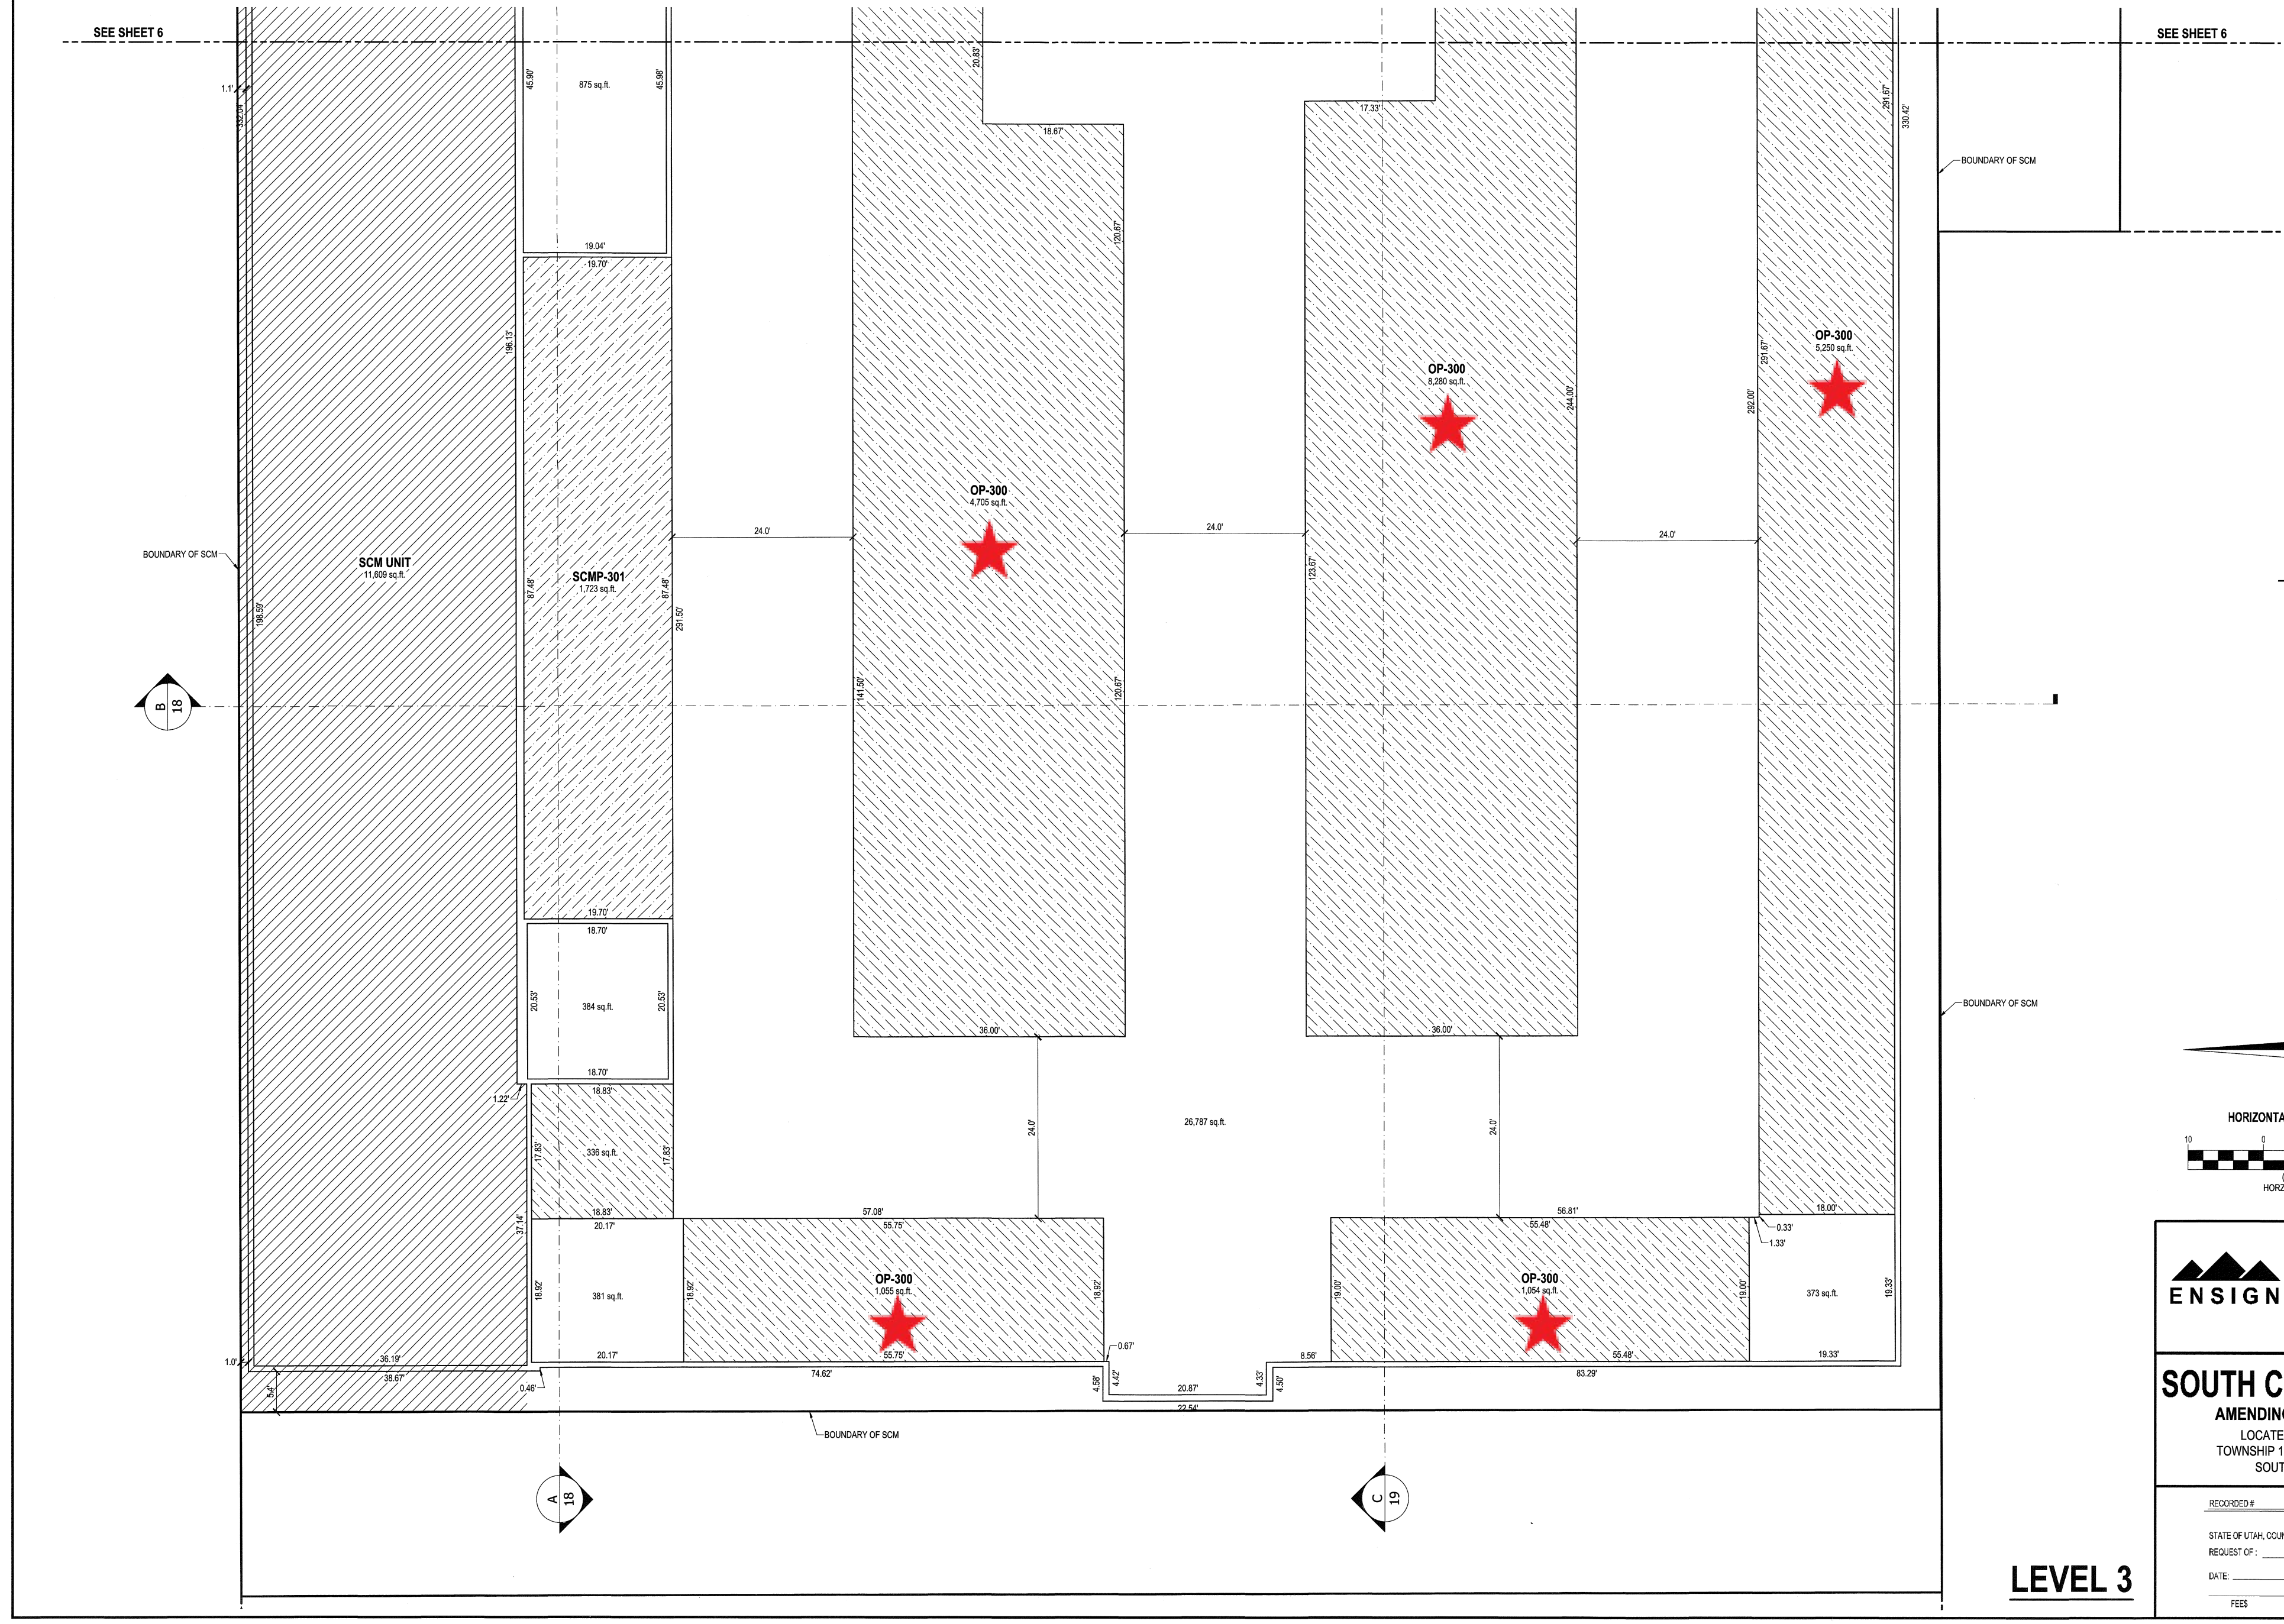 SEE SHEET 6
SEE SHEET 6
1.1'
332.04'
45.90'
875 sq.ft.
45.98'
20.83'
18.67'
17.33'
291.67'
330.42'
BOUNDARY OF SCM
120.67'
19.04'
19.70'
196.13'
OP-300
5,250 sq.ft.
291.67'
OP-300
8,280 sq.ft.
244.00'
292.00'
OP-300
4,705 sq.ft.
24.0'
24.0'
24.0'
BOUNDARY OF SCM
SCM UNIT
11,609 sq.ft.
SCMP-301
1,723 sq.ft.
87.48'
87.48'
123.67'
198.59'
291.50'
141.50'
120.67'
B
18
19.70'
18.70'
20.53'
384 sq.ft.
20.53'
36.00'
36.00'
BOUNDARY OF SCM
18.70'
18.83'
1.22'
24.0'
26,787 sq.ft.
24.0'
HORIZONTA
10
0
HORZ
17.83'
336 sq.ft.
17.83'
18.83'
57.08'
56.81'
18.00'
37.14'
20.17'
55.75'
55.48'
0.33'
1.33'
18.92'
381 sq.ft.
18.92'
OP-300
1,055 sq.ft.
18.92'
19.00'
OP-300
1,054 sq.ft.
19.00'
373 sq.ft.
19.33'
ENSIGN
1.0'
36.19'
20.17'
55.75'
0.67'
8.56'
55.48'
19.33'
38.67'
5.4'
0.46'
74.62'
4.58'
4.42'
20.87'
4.33'
4.50'
83.29'
22.54'
SOUTH C
AMENDING
LOCATE
TOWNSHIP 1
SOUT
BOUNDARY OF SCM
A
18
C
19
RECORDED #
STATE OF UTAH, COUN
REQUEST OF :
DATE:
FEE$
LEVEL 3